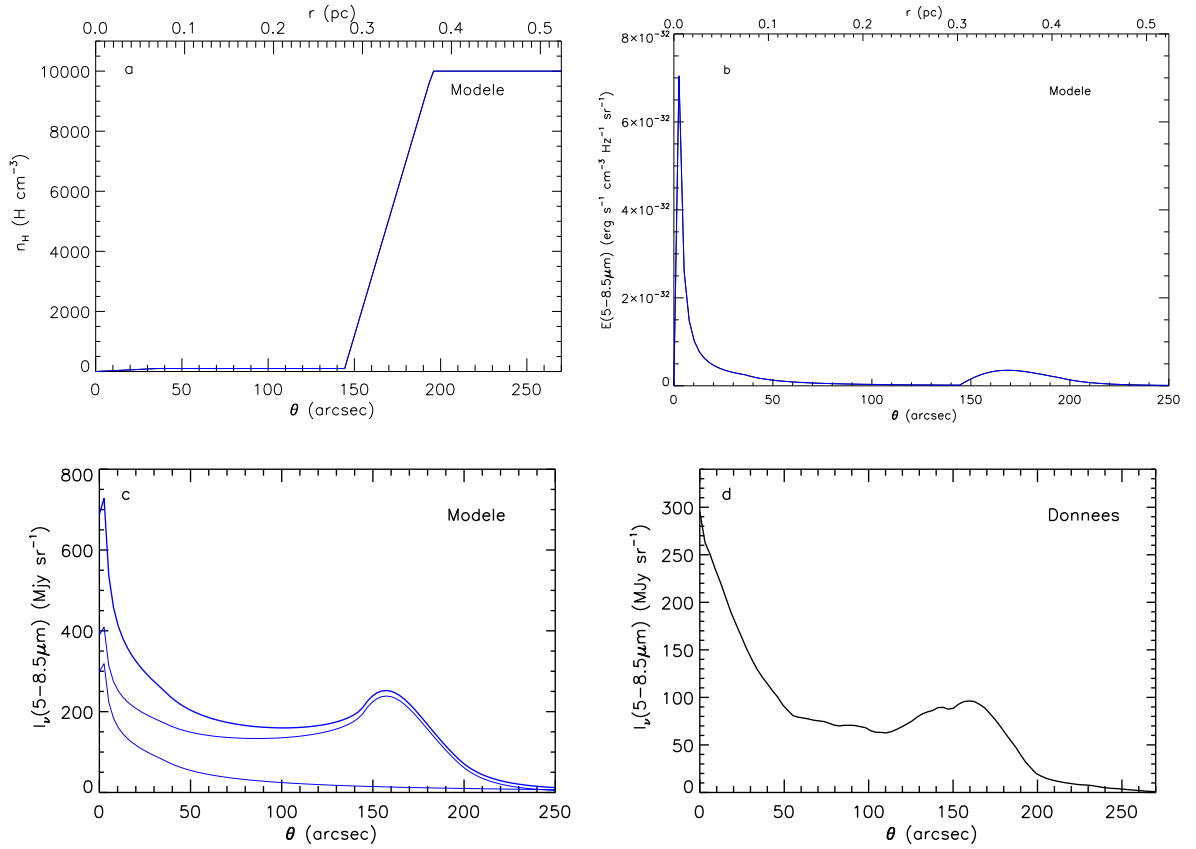 r (pc)
0.0 0.1 0.2 0.3 0.4 0.5
a
Modele
10000
8000
6000
4000
2000
0
n_H (H cm⁻³)
0 50 100 150 200 250
θ (arcsec)
r (pc)
0.0 0.1 0.2 0.3 0.4 0.5
b
Modele
8×10⁻³²
6×10⁻³²
4×10⁻³²
2×10⁻³²
0
E(5−8.5μm) (erg s⁻¹ cm⁻³ Hz⁻¹ sr⁻¹)
0 50 100 150 200 250
θ (arcsec)
c
Modele
800
600
400
200
0
I_ν(5−8.5μm) (Mjy sr⁻¹)
0 50 100 150 200 250
θ (arcsec)
d
Donnees
300
250
200
150
100
50
0
I_ν(5−8.5μm) (MJy sr⁻¹)
0 50 100 150 200 250
θ (arcsec)